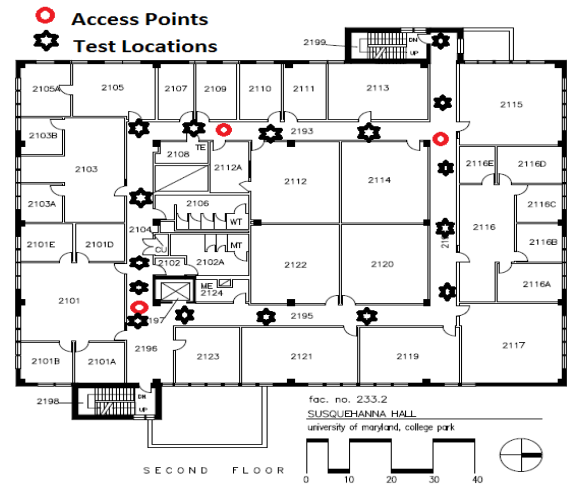 Access Points
Test Locations
2199
DN
UP
2105A
2105
2107
2109
2110
2111
2113
2115
2103B
2193
TE
2108
2103
2112A
2112
2114
2116E
2116D
2103A
2106
2116C
2104
WT
2116
2101E
2101D
CU
MT
2116B
2102
2102A
2122
2120
2101
ME
2124
2116A
2197
2195
2196
2123
2121
2119
2117
2101B
2101A
2198
DN
UP
fac. no. 233.2
SUSQUEHANNA HALL
university of maryland, college park
SECOND FLOOR
0 10 20 30 40